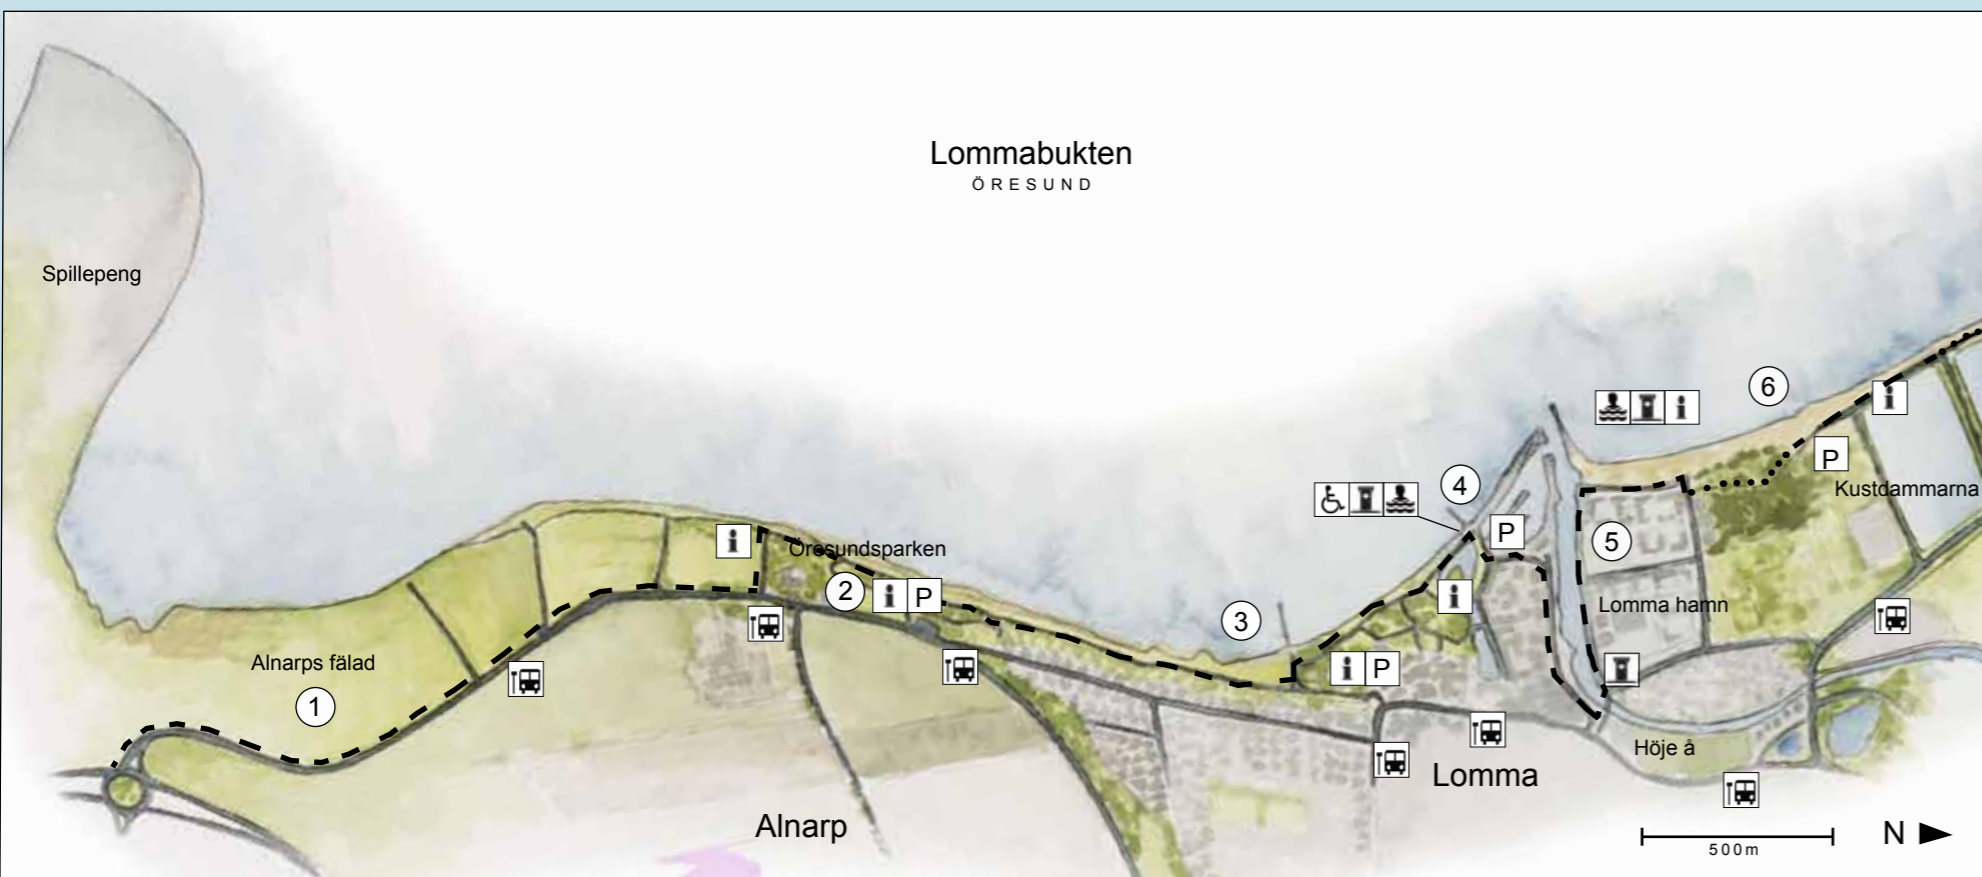 Lommabukten
ÖRESUND
Spillepeng
6
P
4
Kustdammarna
P
Öresundsparken
5
2
P
Lomma hamn
3
Alnarps fälad
P
1
Höje å
Lomma
Alnarp
N
500m